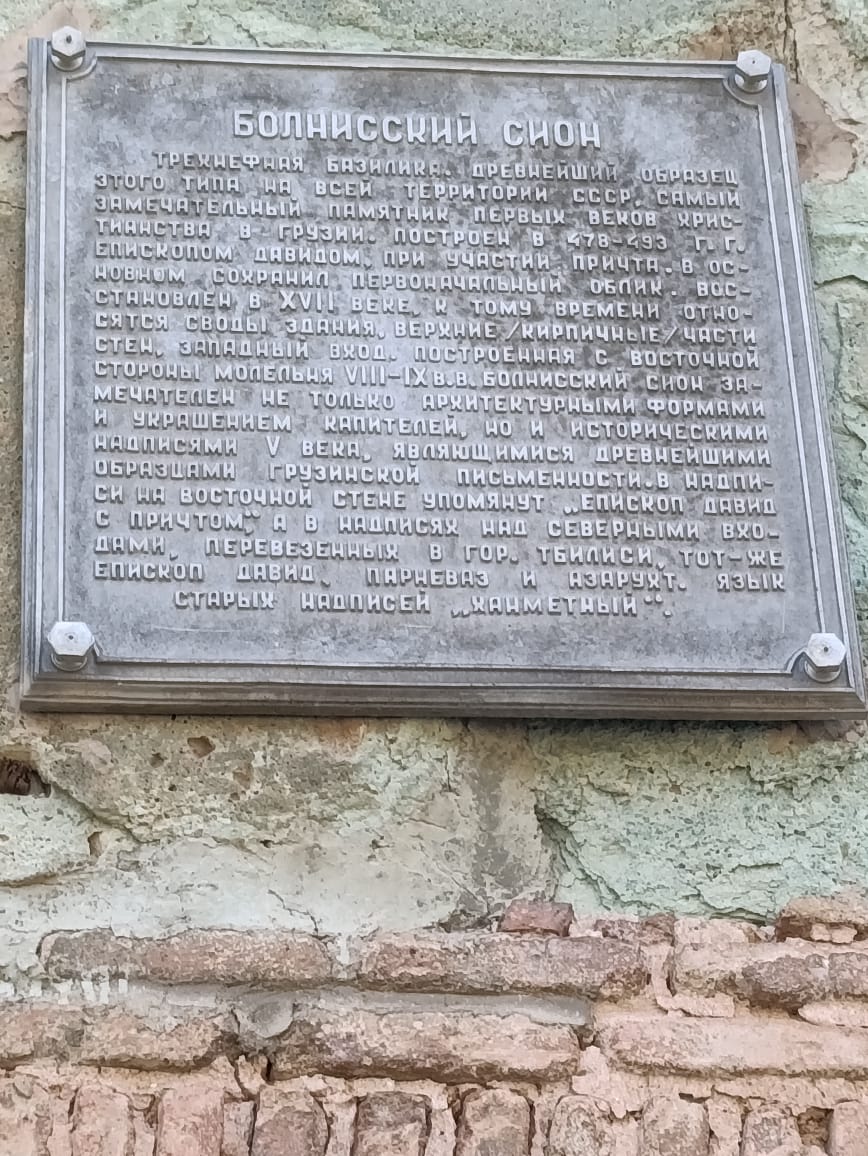 БОЛНИССКИЙ СИОН
ТРЕХНЕФНАЯ БАЗИЛИКА. ДРЕВНЕЙШИЙ ОБРАЗЕЦ
ЭТОГО ТИПА НА ВСЕЙ ТЕРРИТОРИИ СССР, САМЫЙ
ЗАМЕЧАТЕЛЬНЫЙ ПАМЯТНИК ПЕРВЫХ ВЕКОВ ХРИС-
ТИАНСТВА В ГРУЗИИ. ПОСТРОЕН В 478-493 Г.Г.
ЕПИСКОПОМ ДАВИДОМ, ПРИ УЧАСТИИ ПРИЧТА. В ОС-
НОВНОМ СОХРАНИЛ ПЕРВОНАЧАЛЬНЫЙ ОБЛИК. ВОС-
СТАНОВЛЕН В XVII ВЕКЕ, К ТОМУ ВРЕМЕНИ ОТНО-
СЯТСЯ СВОДЫ ЗДАНИЯ, ВЕРХНИЕ /КИРПИЧНЫЕ/ ЧАСТИ
СТЕН, ЗАПАДНЫЙ ВХОД. ПОСТРОЕННАЯ С ВОСТОЧНОЙ
СТОРОНЫ МОЛЕЛЬНЯ VIII-IX В.В. БОЛНИССКИЙ СИОН ЗА-
МЕЧАТЕЛЕН НЕ ТОЛЬКО АРХИТЕКТУРНЫМИ ФОРМАМИ
И УКРАШЕНИЕМ КАПИТЕЛЕЙ, НО И ИСТОРИЧЕСКИМИ
НАДПИСЯМИ V ВЕКА, ЯВЛЯЮЩИМИСЯ ДРЕВНЕЙШИМИ
ОБРАЗЦАМИ ГРУЗИНСКОЙ ПИСЬМЕННОСТИ. В НАДПИ-
СИ НА ВОСТОЧНОЙ СТЕНЕ УПОМЯНУТ „ЕПИСКОП ДАВИД
С ПРИЧТОМ“, А В НАДПИСЯХ НАД СЕВЕРНЫМИ ВХО-
ДАМИ, ПЕРЕВЕЗЕННЫХ В ГОР. ТБИЛИСИ, ТОТ-ЖЕ
ЕПИСКОП ДАВИД, ПАРНЕВАЗ И АЗАРУХТ. ЯЗЫК
СТАРЫХ НАДПИСЕЙ „ХАНМЕТНЫЙ“.